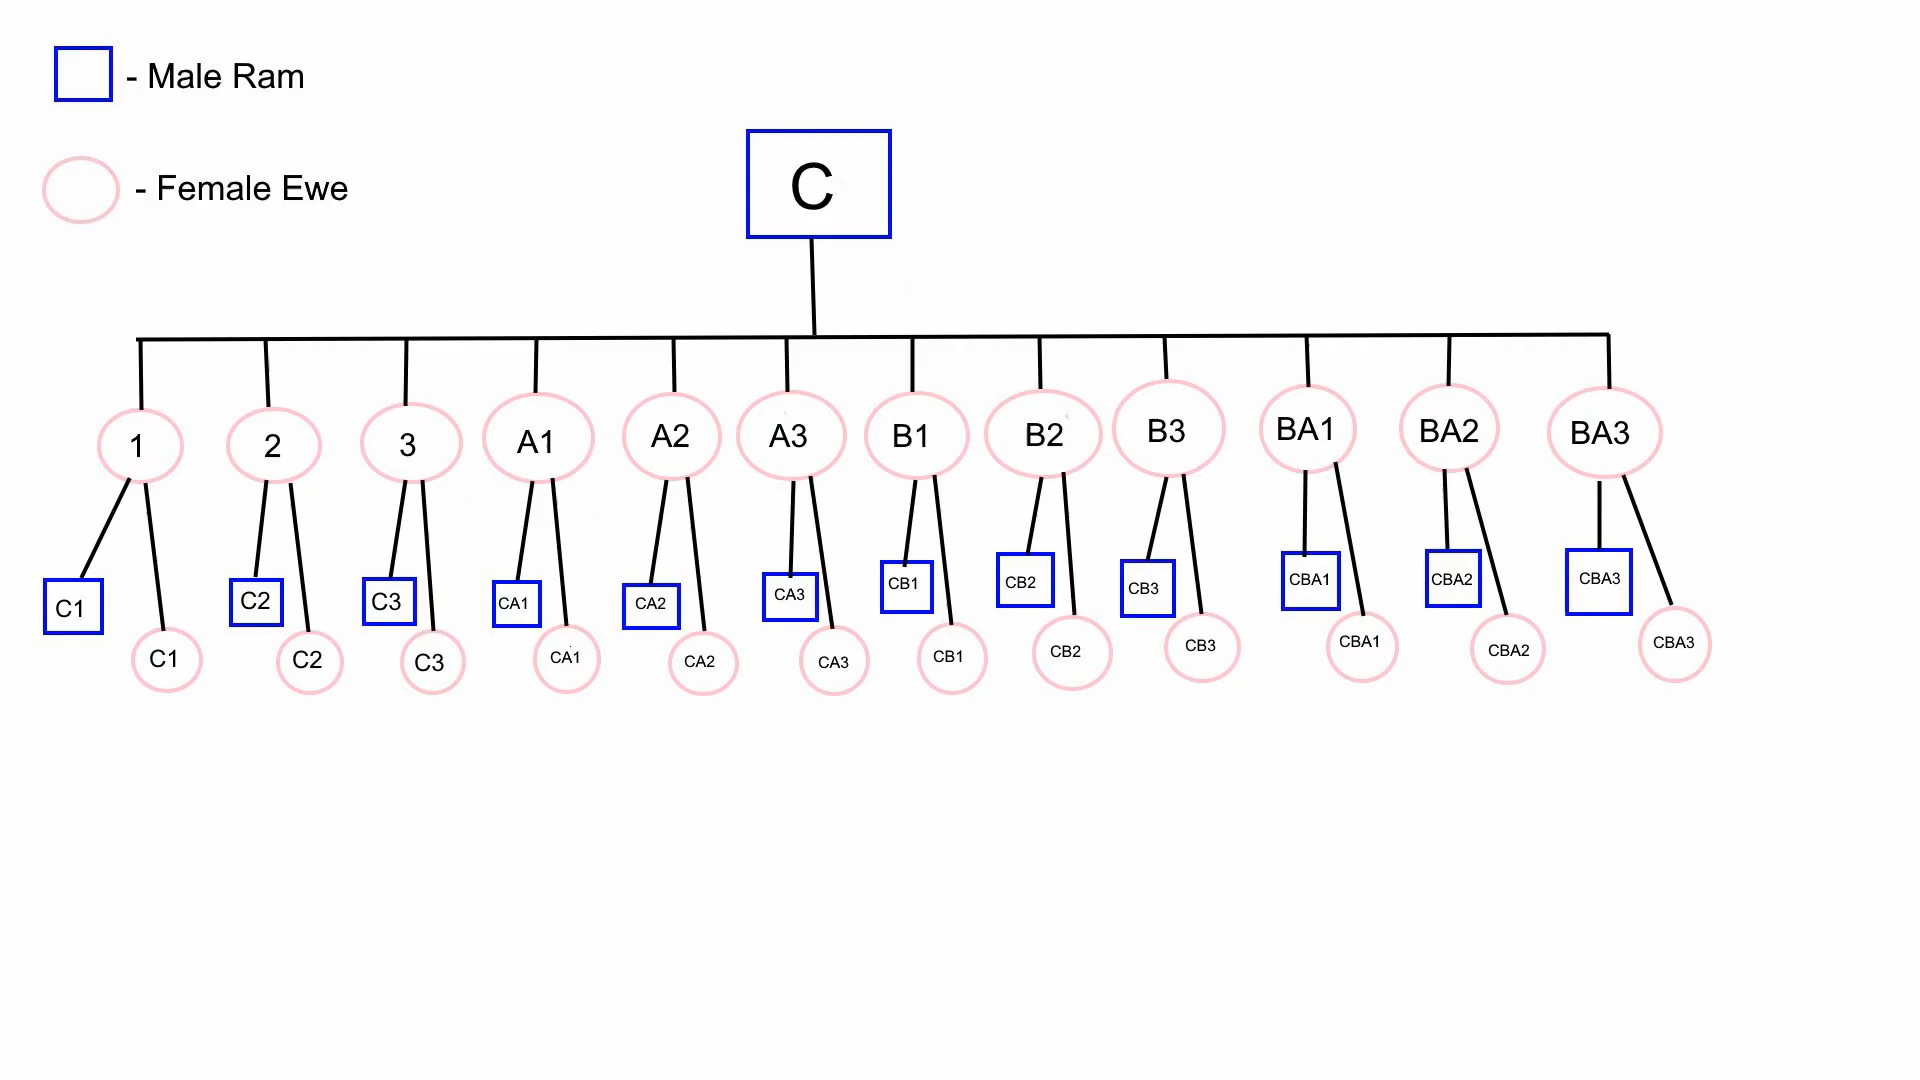 - Male Ram
- Female Ewe
C
1 2 3 A1 A2 A3 B1 B2 B3 BA1 BA2 BA3
C1 C2 C3 CA1 CA2 CA3 CB1 CB2 CB3 CBA1 CBA2 CBA3
C1 C2 C3 CA1 CA2 CA3 CB1 CB2 CB3 CBA1 CBA2 CBA3